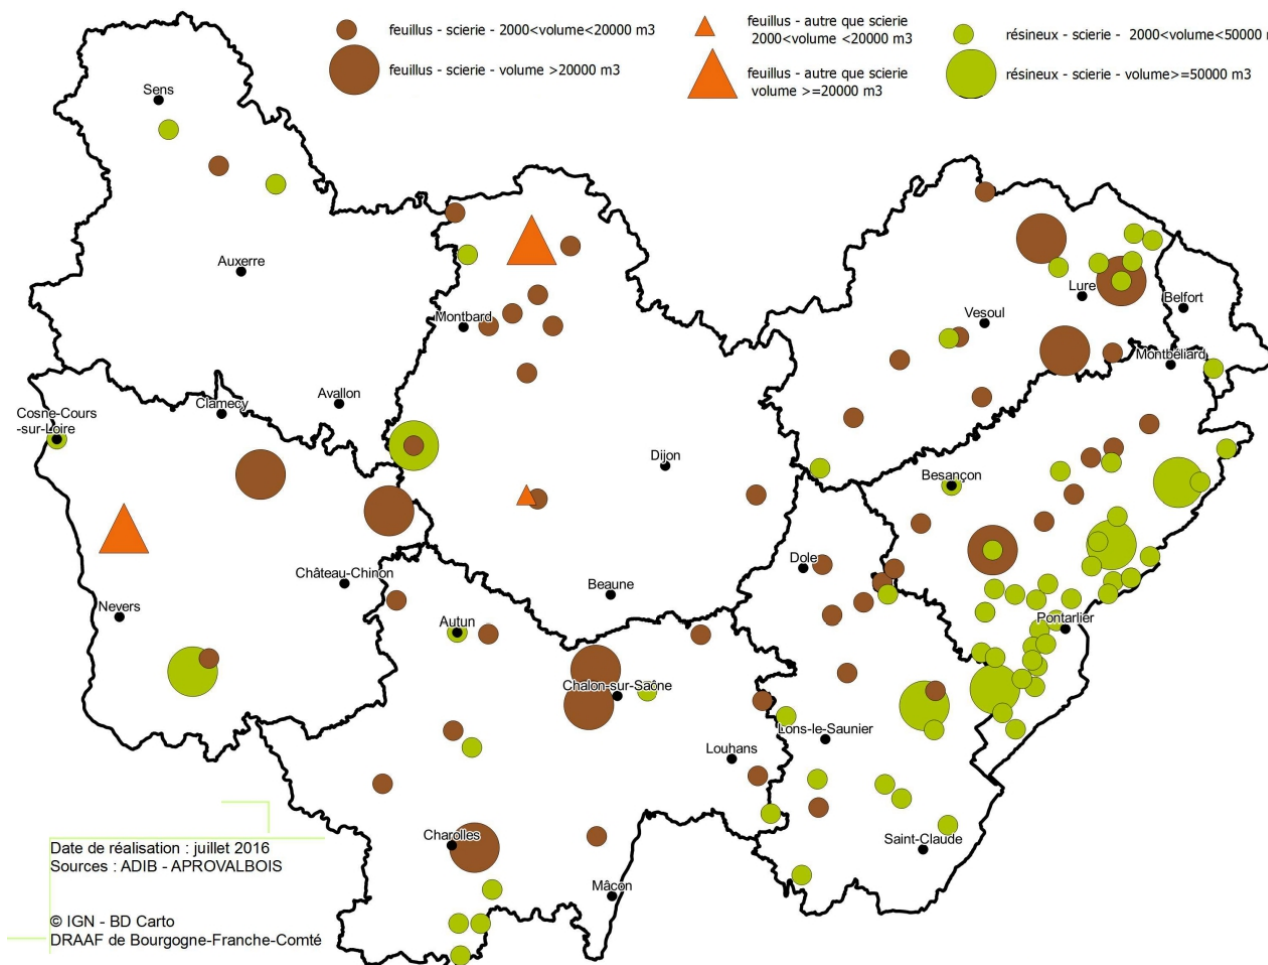 feuillus - scierie - 2000<volume<20000 m3
feuillus - scierie - volume >20000 m3
feuillus - autre que scierie
2000<volume <20000 m3
feuillus - autre que scierie
volume >=20000 m3
résineux - scierie - 2000<volume<50000 m
résineux - scierie - volume>=50000 m3
Sens
Auxerre
Montbard
Lure
Belfort
Vesoul
Montbéliard
Avallon
Clamecy
Cosne-Cours
-sur-Loire
Dijon
Besançon
Dole
Château-Chinon
Beaune
Nevers
Autun
Pontarlier
Chalon-sur-Saône
Lons-le-Saunier
Louhans
Charolles
Saint-Claude
Mâcon
Date de réalisation : juillet 2016
Sources : ADIB - APROVALBOIS
© IGN - BD Carto
DRAAF de Bourgogne-Franche-Comté